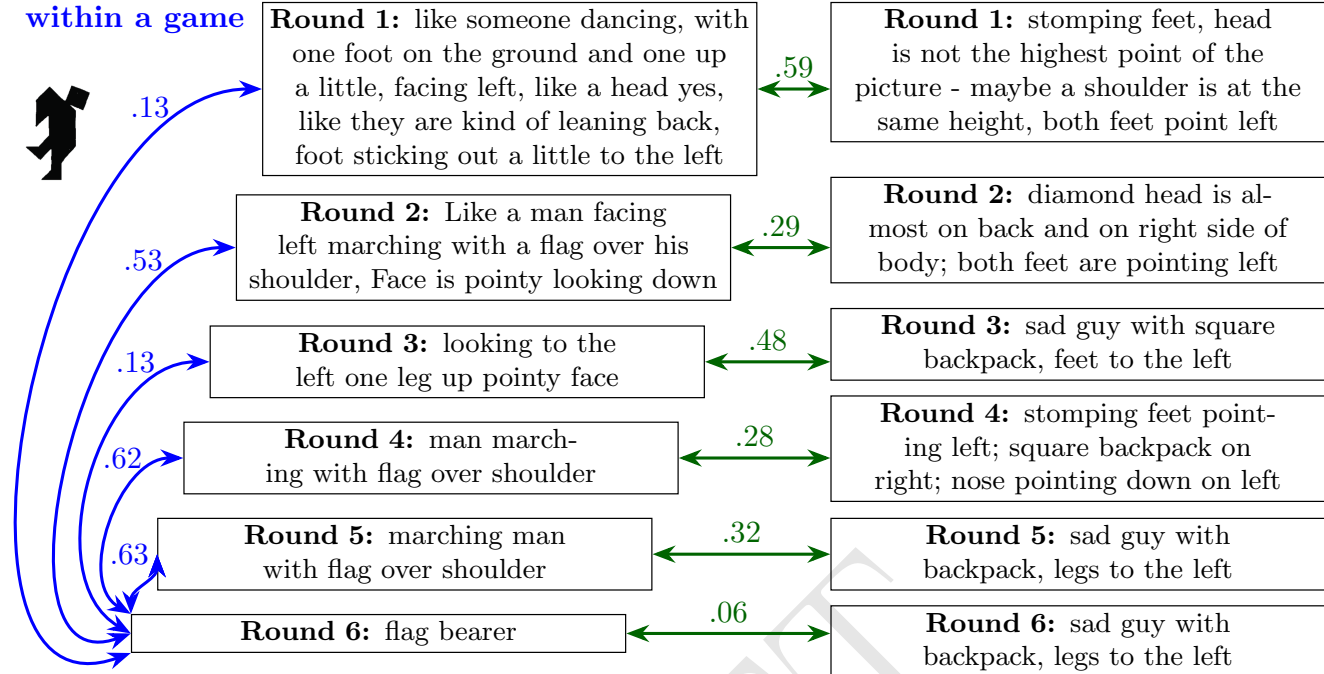 within a game
Round 1: like someone dancing, with
one foot on the ground and one up
a little, facing left, like a head yes,
like they are kind of leaning back,
foot sticking out a little to the left
.13
.59
Round 1: stomping feet, head
is not the highest point of the
picture - maybe a shoulder is at the
same height, both feet point left
Round 2: Like a man facing
left marching with a flag over his
shoulder, Face is pointy looking down
.53
.29
Round 2: diamond head is al-
most on back and on right side of
body; both feet are pointing left
Round 3: looking to the
left one leg up pointy face
.13
.48
Round 3: sad guy with square
backpack, feet to the left
Round 4: man march-
ing with flag over shoulder
.62
.28
Round 4: stomping feet point-
ing left; square backpack on
right; nose pointing down on left
Round 5: marching man
with flag over shoulder
.63
.32
Round 5: sad guy with
backpack, legs to the left
Round 6: flag bearer
.06
Round 6: sad guy with
backpack, legs to the left